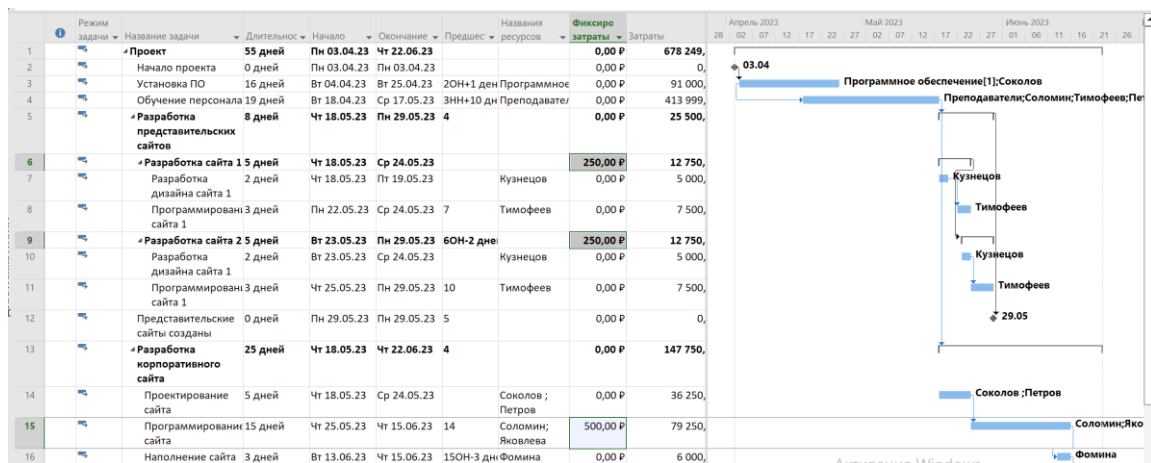 Режим задачи Название задачи Длительнос Начало Окончание Предшес Названия ресурсов Фиксиро затраты Затраты
Апрель 2023 Май 2023 Июнь 2023
28 02 07 12 17 22 27 02 07 12 17 22 27 01 06 11 16 21 26
1 Проект 55 дней Пн 03.04.23 Чт 22.06.23 0,00 ₽ 678 249,
2 Начало проекта 0 дней Пн 03.04.23 Пн 03.04.23 0,00 ₽ 0, 03.04
3 Установка ПО 16 дней Вт 04.04.23 Вт 25.04.23 2ОН+1 ден Программное 0,00 ₽ 91 000, Программное обеспечение[1];Соколов
4 Обучение персонала 19 дней Вт 18.04.23 Ср 17.05.23 3НН+10 дн Преподавател 0,00 ₽ 413 999, Преподаватели;Соломин;Тимофеев;Пет
5 Разработка 8 дней Чт 18.05.23 Пн 29.05.23 4 0,00 ₽ 25 500,
представительских
сайтов
6 Разработка сайта 1 5 дней Чт 18.05.23 Ср 24.05.23 250,00 ₽ 12 750,
7 Разработка 2 дней Чт 18.05.23 Пт 19.05.23 Кузнецов 0,00 ₽ 5 000, Кузнецов
дизайна сайта 1
8 Программировани 3 дней Пн 22.05.23 Ср 24.05.23 7 Тимофеев 0,00 ₽ 7 500, Тимофеев
сайта 1
9 Разработка сайта 2 5 дней Вт 23.05.23 Пн 29.05.23 6ОН-2 дней 250,00 ₽ 12 750,
10 Разработка 2 дней Вт 23.05.23 Ср 24.05.23 Кузнецов 0,00 ₽ 5 000, Кузнецов
дизайна сайта 1
11 Программировани 3 дней Чт 25.05.23 Пн 29.05.23 10 Тимофеев 0,00 ₽ 7 500, Тимофеев
сайта 1
12 Представительские 0 дней Пн 29.05.23 Пн 29.05.23 5 0,00 ₽ 0, 29.05
сайты созданы
13 Разработка 25 дней Чт 18.05.23 Чт 22.06.23 4 0,00 ₽ 147 750,
корпоративного
сайта
14 Проектирование 5 дней Чт 18.05.23 Ср 24.05.23 Соколов ; 0,00 ₽ 36 250, Соколов ;Петров
сайта Петров
15 Программирование 15 дней Чт 25.05.23 Чт 15.06.23 14 Соломин; 500,00 ₽ 79 250, Соломин;Яко
сайта Яковлева
16 Наполнение сайта 3 дней Вт 13.06.23 Чт 15.06.23 15ОН-3 дн Фомина 0,00 ₽ 6 000, Фомина